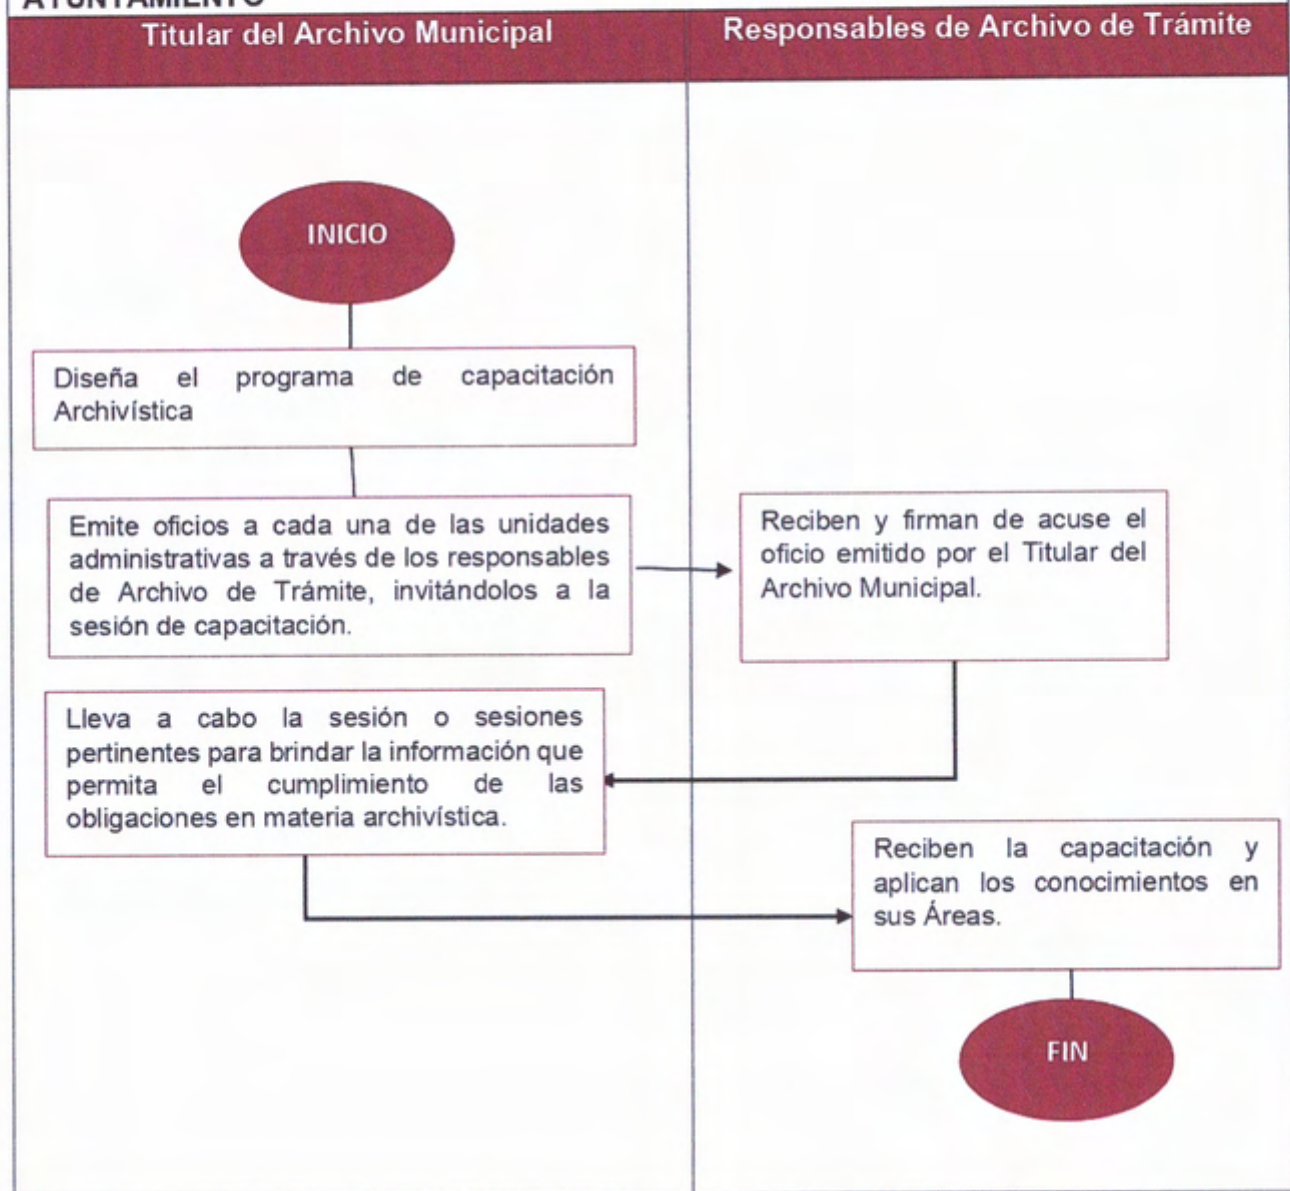 AYUNTAMIENTO
Titular del Archivo Municipal
Responsables de Archivo de Trámite
INICIO
Diseña el programa de capacitación
Archivística
Emite oficios a cada una de las unidades
administrativas a través de los responsables
de Archivo de Trámite, invitándolos a la
sesión de capacitación.
Reciben y firman de acuse el
oficio emitido por el Titular del
Archivo Municipal.
Lleva a cabo la sesión o sesiones
pertinentes para brindar la información que
permita el cumplimiento de las
obligaciones en materia archivística.
Reciben la capacitación y
aplican los conocimientos en
sus Áreas.
FIN